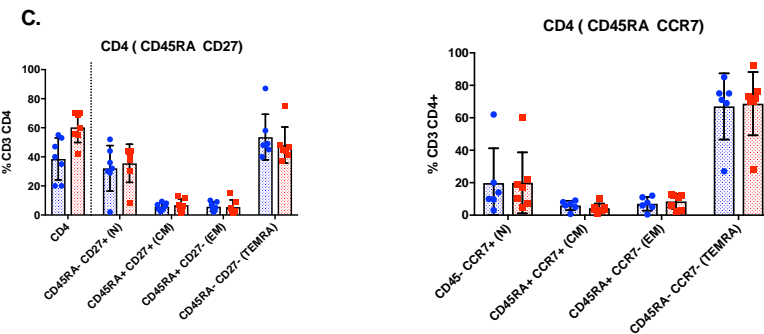 C.
CD4 ( CD45RA CD27)
% CD3 CD4
100
80
60
40
20
0
CD4
CD45RA- CD27+ (N)
CD45RA+ CD27+ (CM)
CD45RA+ CD27- (EM)
CD45RA- CD27- (TEMRA)
CD4 ( CD45RA CCR7)
% CD3 CD4+
100
80
60
40
20
0
CD45- CCR7+ (N)
CD45RA+ CCR7+ (CM)
CD45RA+ CCR7- (EM)
CD45RA- CCR7- (TEMRA)